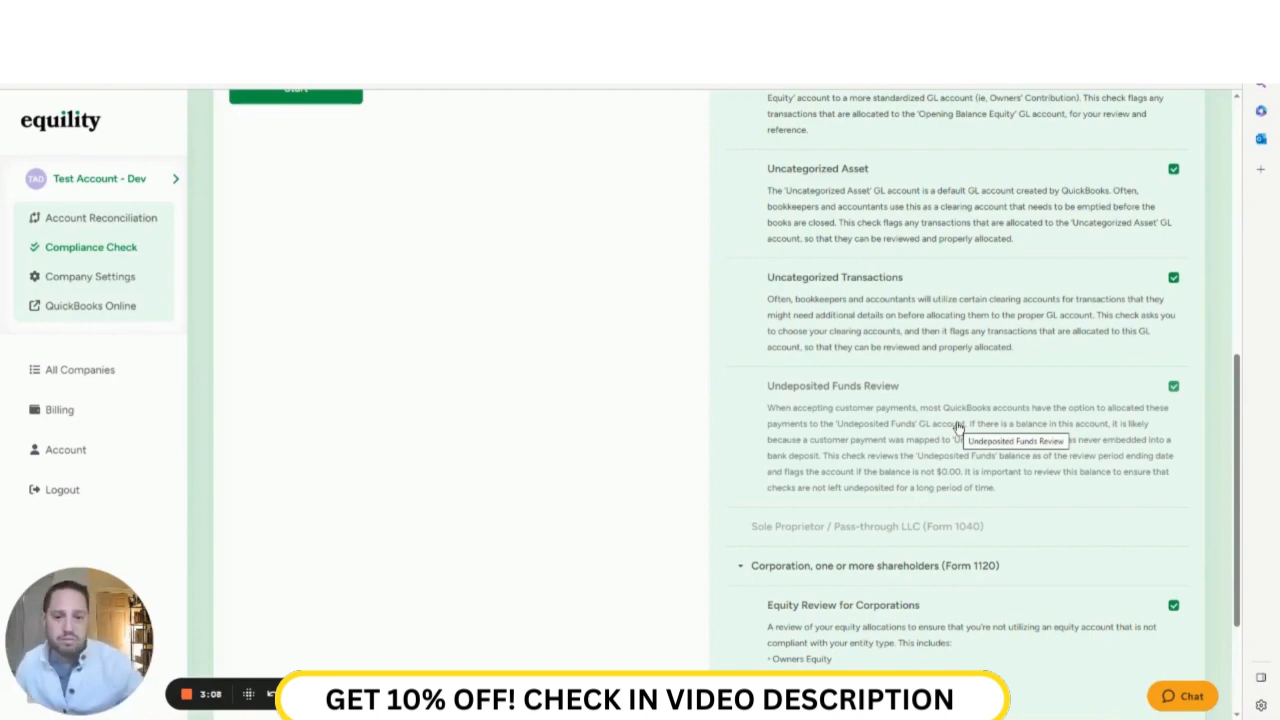 Start
equility
TAD Test Account - Dev
Account Reconciliation
Compliance Check
Company Settings
QuickBooks Online
All Companies
Billing
Account
Logout
Equity' account to a more standardized GL account (ie, Owners' Contribution). This check flags any
transactions that are allocated to the 'Opening Balance Equity' GL account, for your review and
reference.
Uncategorized Asset
The 'Uncategorized Asset' GL account is a default GL account created by QuickBooks. Often,
bookkeepers and accountants use this as a clearing account that needs to be emptied before the
books are closed. This check flags any transactions that are allocated to the 'Uncategorized Asset' GL
account, so that they can be reviewed and properly allocated.
Uncategorized Transactions
Often, bookkeepers and accountants will utilize certain clearing accounts for transactions that they
might need additional details on before allocating them to the proper GL account. This check asks you
to choose your clearing accounts, and then it flags any transactions that are allocated to this GL
account, so that they can be reviewed and properly allocated.
Undeposited Funds Review
When accepting customer payments, most QuickBooks accounts have the option to allocated these
payments to the 'Undeposited Funds' GL account. If there is a balance in this account, it is likely
because a customer payment was mapped to Undeposited Funds Review as never embedded into a
bank deposit. This check reviews the 'Undeposited Funds' balance as of the review period ending date
and flags the account if the balance is not $0.00. It is important to review this balance to ensure that
checks are not left undeposited for a long period of time.
Sole Proprietor / Pass-through LLC (Form 1040)
Corporation, one or more shareholders (Form 1120)
Equity Review for Corporations
A review of your equity allocations to ensure that you're not utilizing an equity account that is not
compliant with your entity type. This includes:
• Owners Equity
3:08
GET 10% OFF! CHECK IN VIDEO DESCRIPTION
Chat